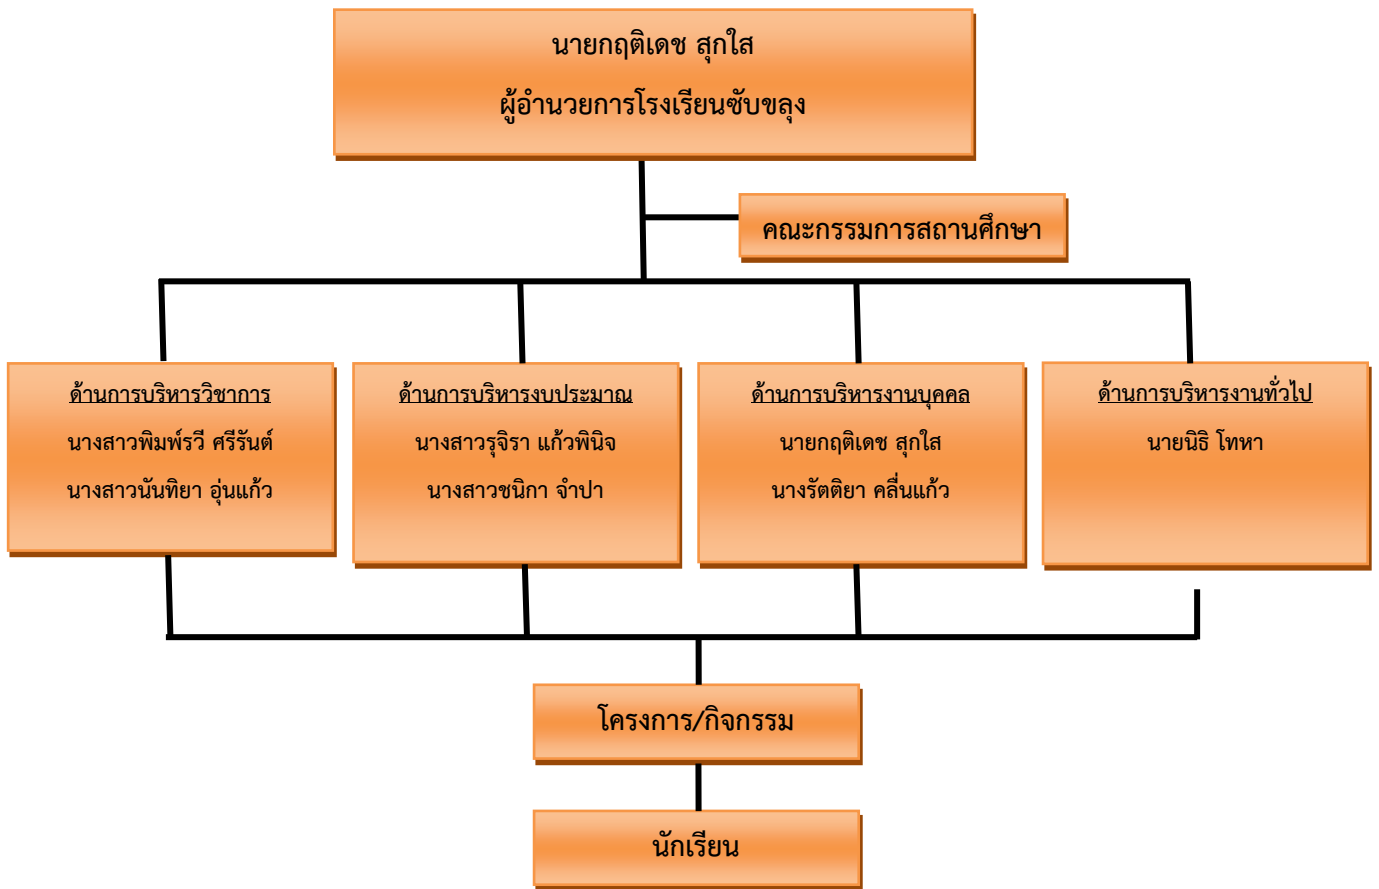 นายกฤติเดช สุกใส
ผู้อำนวยการโรงเรียนซับขลุง
คณะกรรมการสถานศึกษา
ด้านการบริหารวิชาการ
นางสาวพิมพ์รวี ศรีรันต์
นางสาวนันทิยา อุ่นแก้ว
ด้านการบริหารงบประมาณ
นางสาวรุจิรา แก้วพินิจ
นางสาวชนิกา จำปา
ด้านการบริหารงานบุคคล
นายกฤติเดช สุกใส
นางรัตติยา คลื่นแก้ว
ด้านการบริหารงานทั่วไป
นายนิธิ โทหา
โครงการ/กิจกรรม
นักเรียน